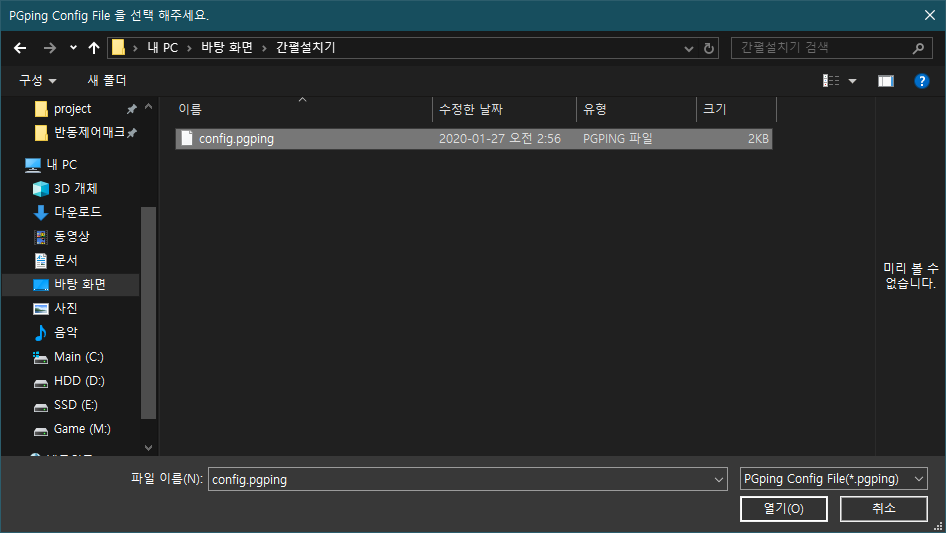 PGping Config File 을 선택 해주세요.
내 PC
바탕 화면
간폴설치기
간폴설치기 검색
구성
새 폴더
이름
수정한 날짜
유형
크기
project
반동제어매크
내 PC
3D 개체
다운로드
동영상
문서
바탕 화면
사진
음악
Main (C:)
HDD (D:)
SSD (E:)
Game (M:)
config.pgping
2020-01-27 오전 2:56
PGPING 파일
2KB
미리 볼 수
없습니다.
파일 이름(N):
config.pgping
PGping Config File(*.pgping)
열기(O)
취소